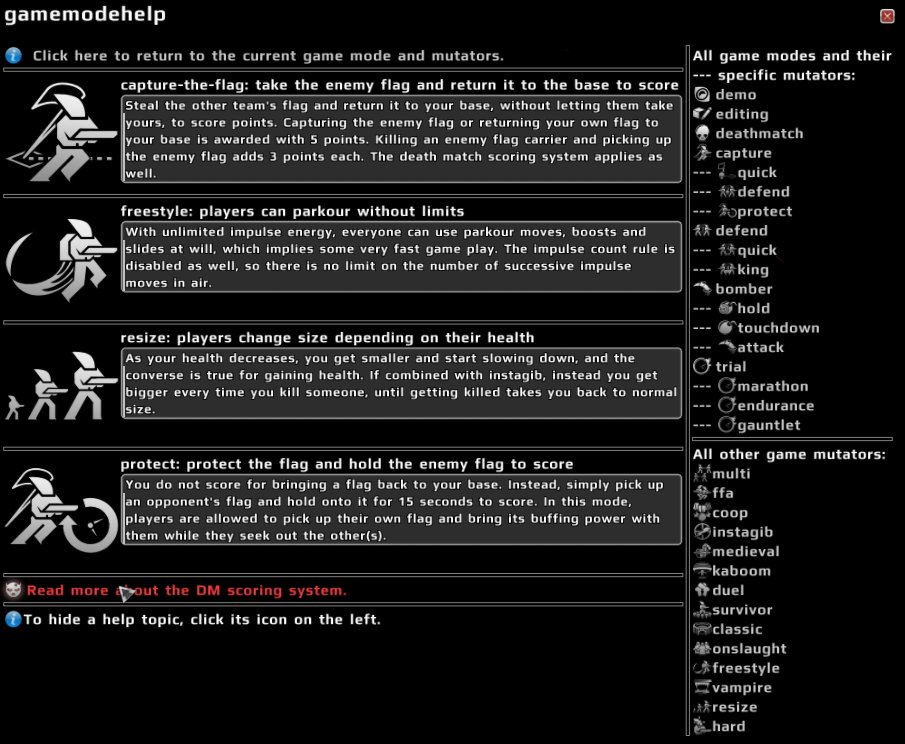 gamemodehelp
Click here to return to the current game mode and mutators.
capture-the-flag: take the enemy flag and return it to the base to score
Steal the other team's flag and return it to your base, without letting them take
yours, to score points. Capturing the enemy flag or returning your own flag to
your base is awarded with 5 points. Killing an enemy flag carrier and picking up
the enemy flag adds 3 points each. The death match scoring system applies as
well.
freestyle: players can parkour without limits
With unlimited impulse energy, everyone can use parkour moves, boosts and
slides at will, which implies some very fast game play. The impulse count rule is
disabled as well, so there is no limit on the number of successive impulse
moves in air.
resize: players change size depending on their health
As your health decreases, you get smaller and start slowing down, and the
converse is true for gaining health. If combined with instagib, instead you get
bigger every time you kill someone, until getting killed takes you back to normal
size.
protect: protect the flag and hold the enemy flag to score
You do not score for bringing a flag back to your base. Instead, simply pick up
an opponent's flag and hold onto it for 15 seconds to score. In this mode,
players are allowed to pick up their own flag and bring its buffing power with
them while they seek out the other(s).
Read more about the DM scoring system.
To hide a help topic, click its icon on the left.
All game modes and their
--- specific mutators:
demo
editing
deathmatch
capture
--- quick
--- defend
--- protect
defend
--- quick
--- king
bomber
--- hold
--- touchdown
--- attack
trial
--- marathon
--- endurance
--- gauntlet
All other game mutators:
multi
ffa
coop
instagib
medieval
kaboom
duel
survivor
classic
onslaught
freestyle
vampire
resize
hard